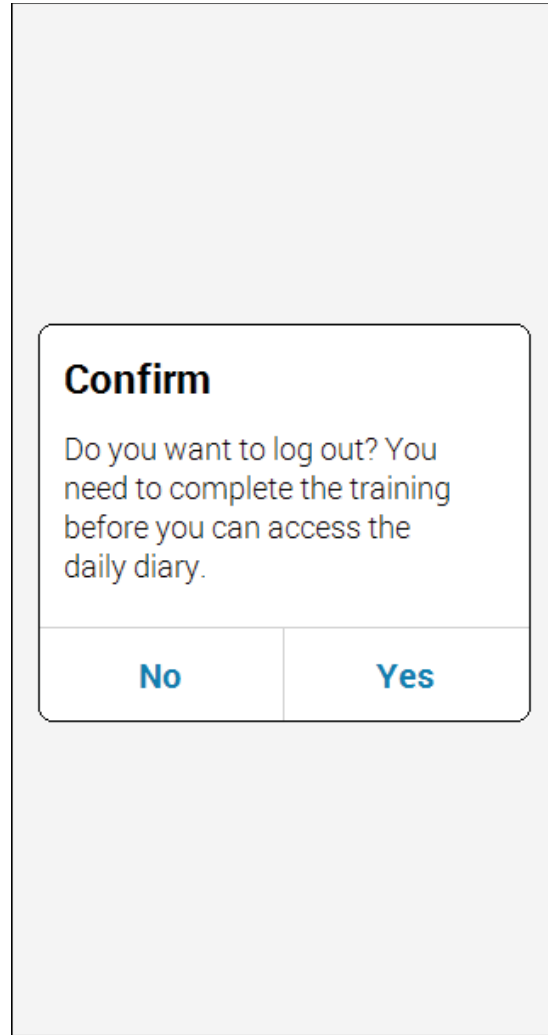 Confirm
Do you want to log out? You
need to complete the training
before you can access the
daily diary.
No
Yes